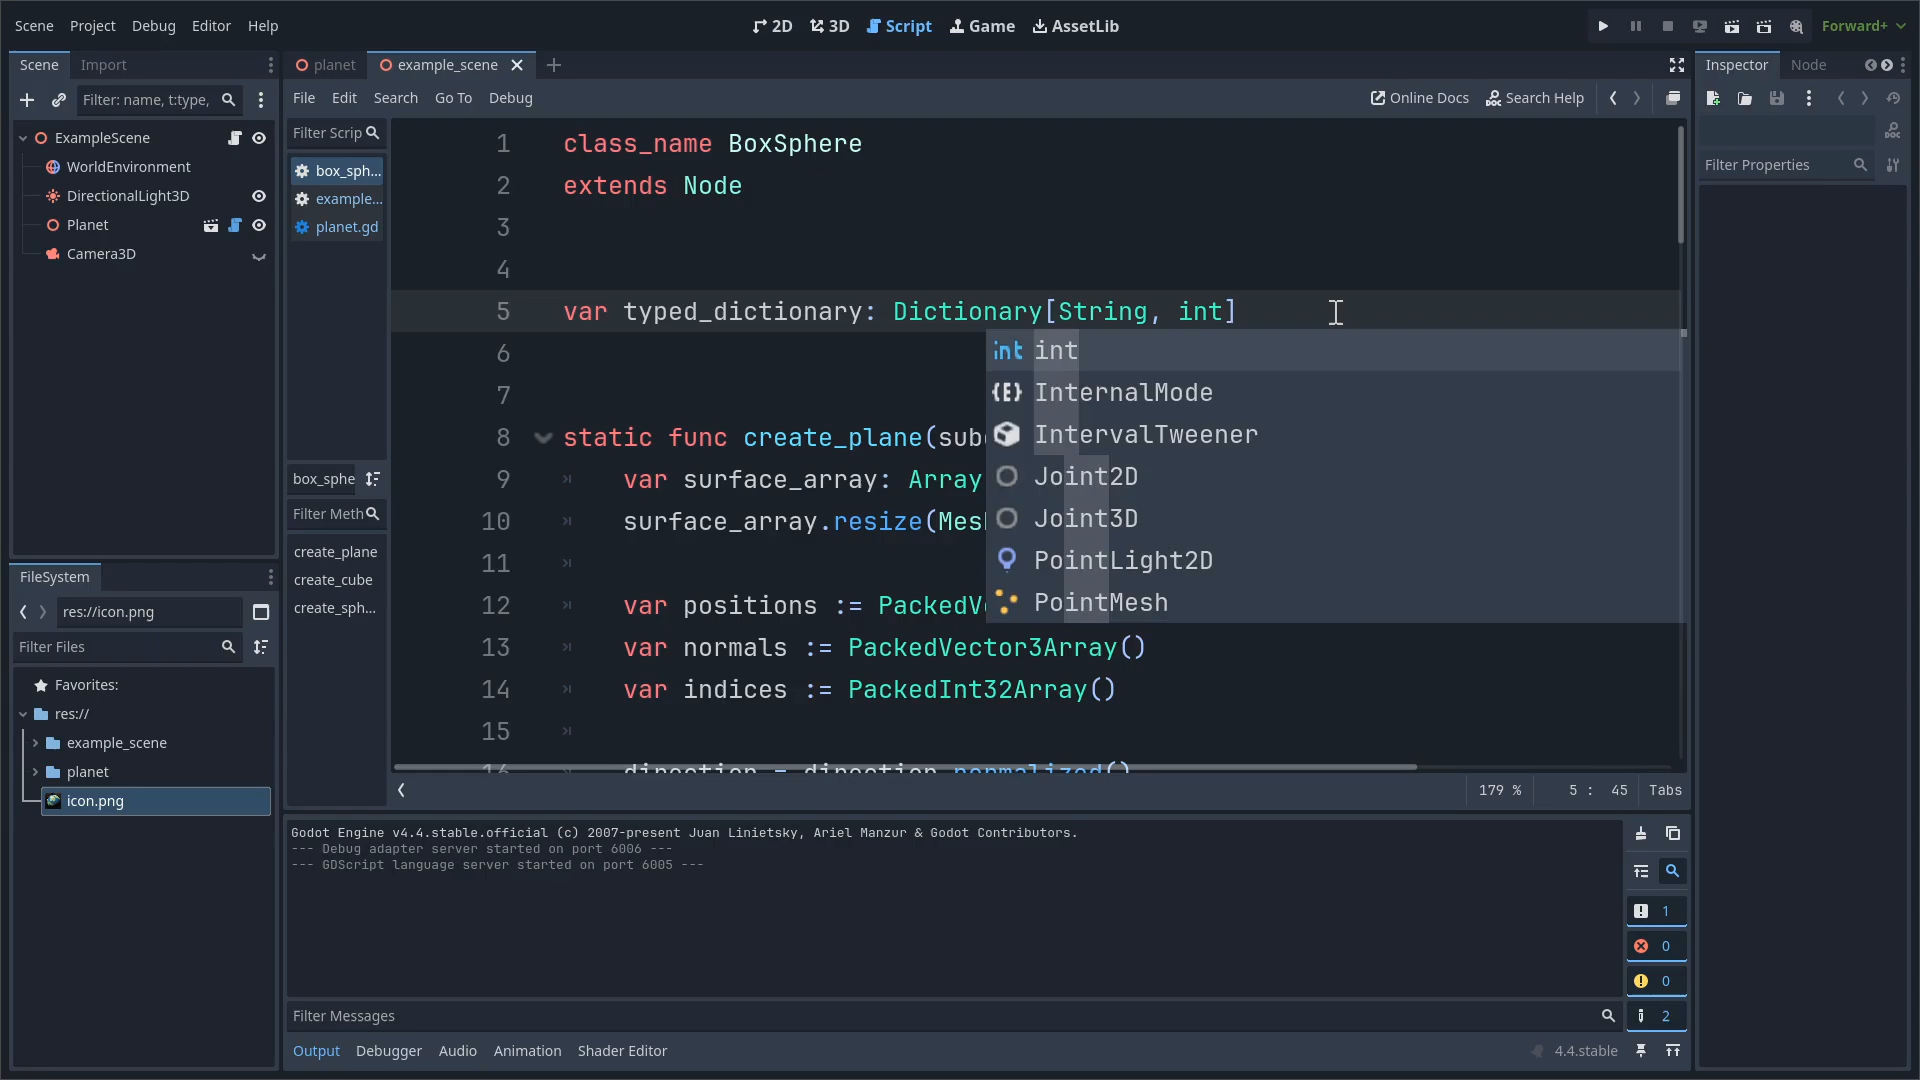 Scene Project Debug Editor Help
2D 3D Script Game AssetLib
Forward+
Scene Import
Filter: name, t:type,
ExampleScene
WorldEnvironment
DirectionalLight3D
Planet
Camera3D
FileSystem
res://icon.png
Filter Files
Favorites:
res://
example_scene
planet
icon.png
planet example_scene
File Edit Search Go To Debug
Online Docs Search Help
Filter Scrip
box_sph...
example...
planet.gd
box_sphe
Filter Meth
create_plane
create_cube
create_sph...
1 class_name BoxSphere
2 extends Node
3
4
5 var typed_dictionary: Dictionary[String, int]
6
7
8 static func create_plane(sub
9 var surface_array: Array
10 surface_array.resize(Mes
11
12 var positions := PackedV
13 var normals := PackedVector3Array()
14 var indices := PackedInt32Array()
15
16 direction = direction.normalized()
int int
InternalMode
IntervalTweener
Joint2D
Joint3D
PointLight2D
PointMesh
179 % 5 : 45 Tabs
Godot Engine v4.4.stable.official (c) 2007-present Juan Linietsky, Ariel Manzur & Godot Contributors.
--- Debug adapter server started on port 6006 ---
--- GDScript language server started on port 6005 ---
1
0
0
2
Filter Messages
Output Debugger Audio Animation Shader Editor
4.4.stable
Inspector Node
Filter Properties